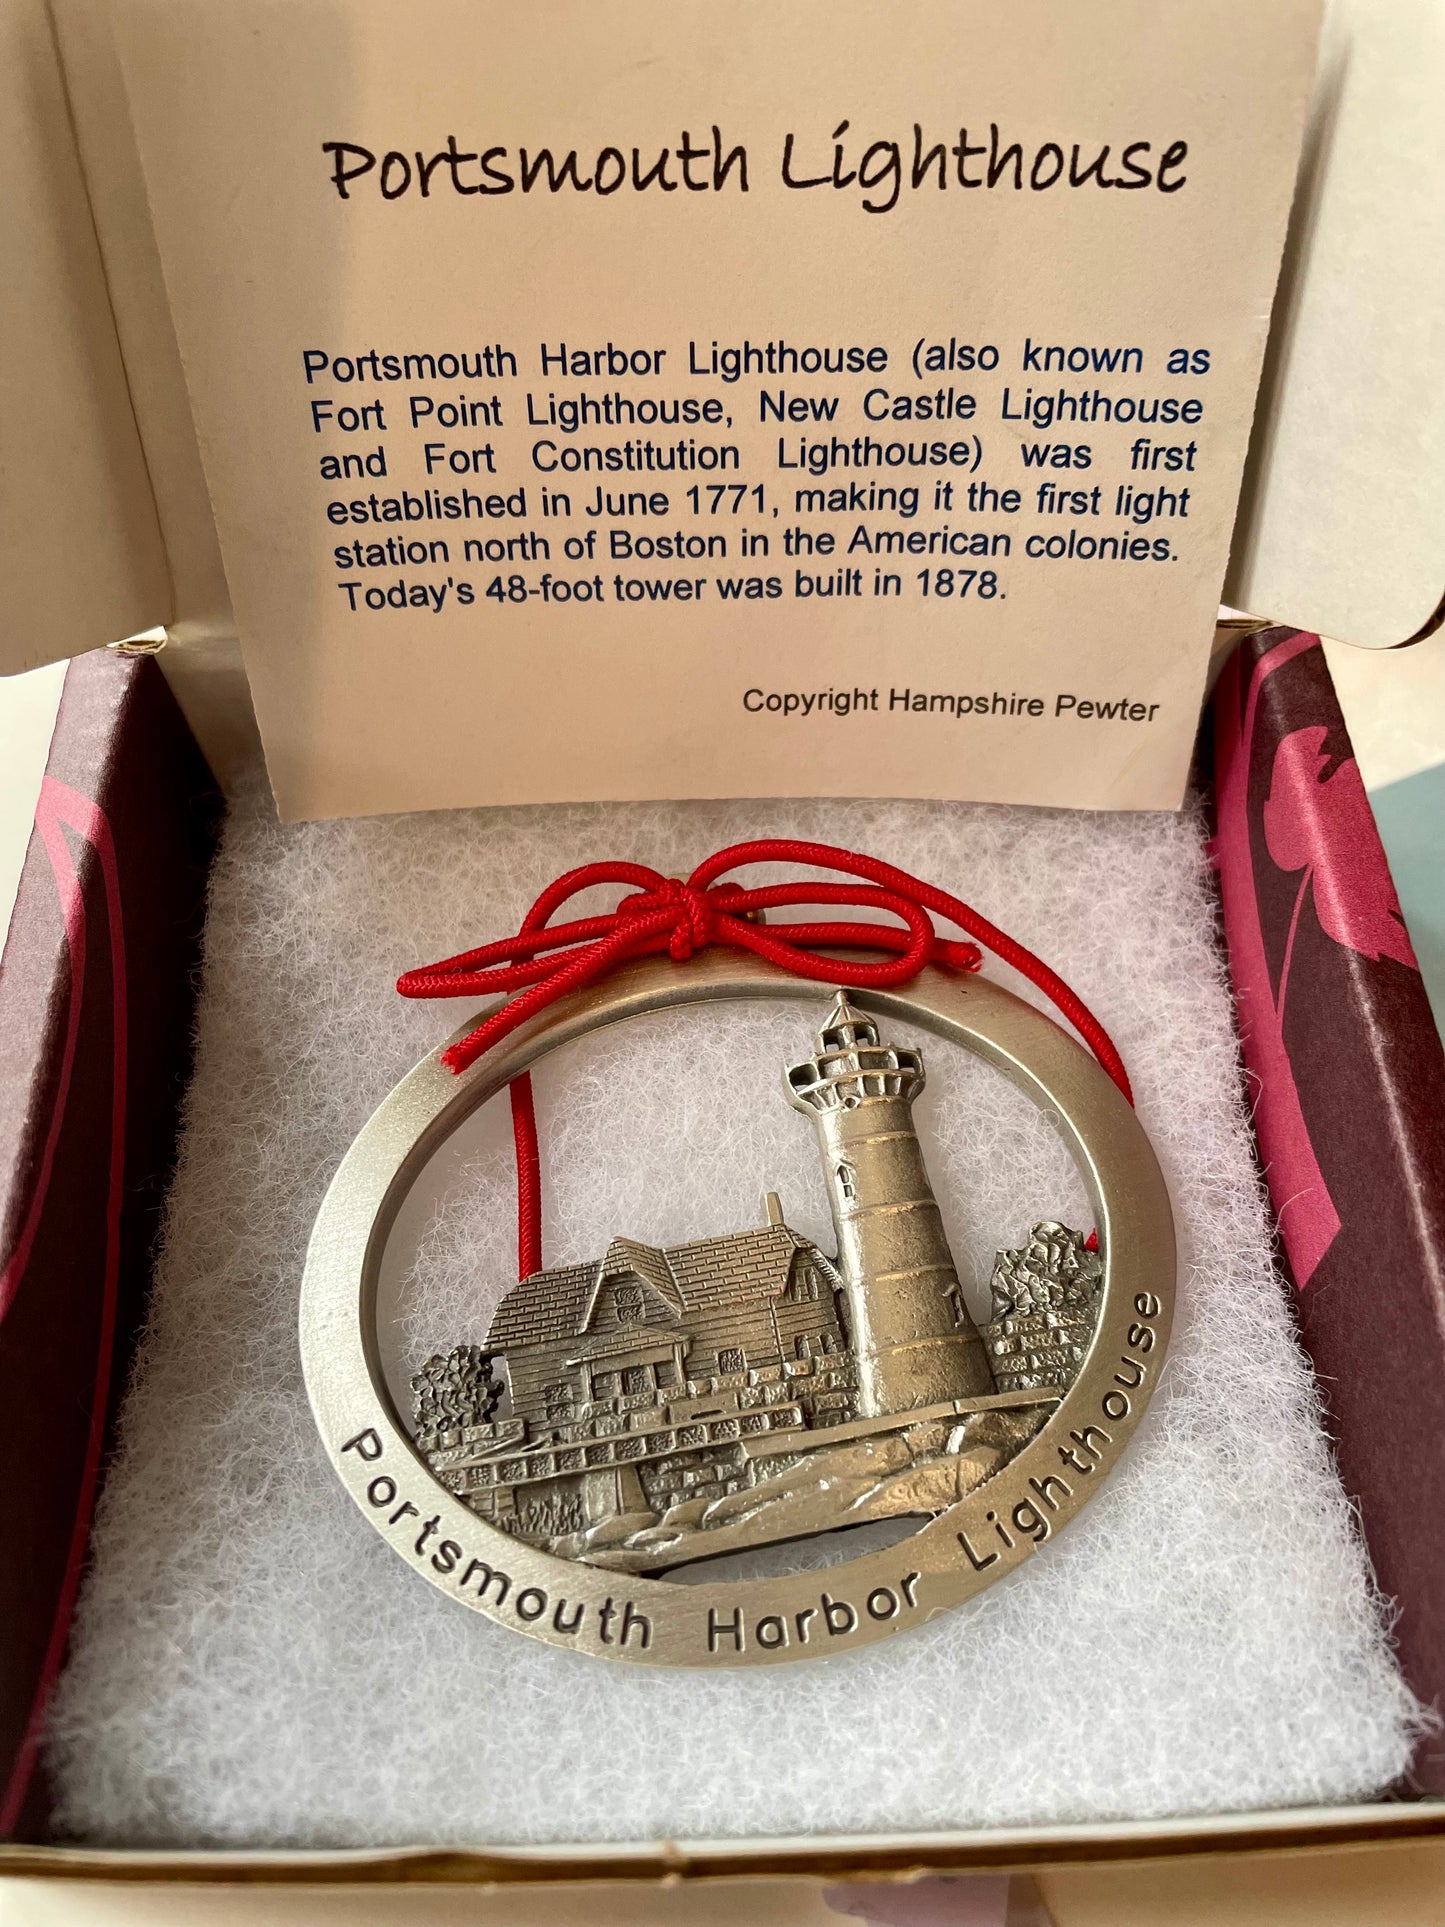 Portsmouth Lighthouse
Portsmouth Harbor Lighthouse (also known as
Fort Point Lighthouse, New Castle Lighthouse
and Fort Constitution Lighthouse) was first
established in June 1771, making it the first light
station north of Boston in the American colonies.
Today's 48-foot tower was built in 1878.
Copyright Hampshire Pewter
Portsmouth Harbor Lighthouse